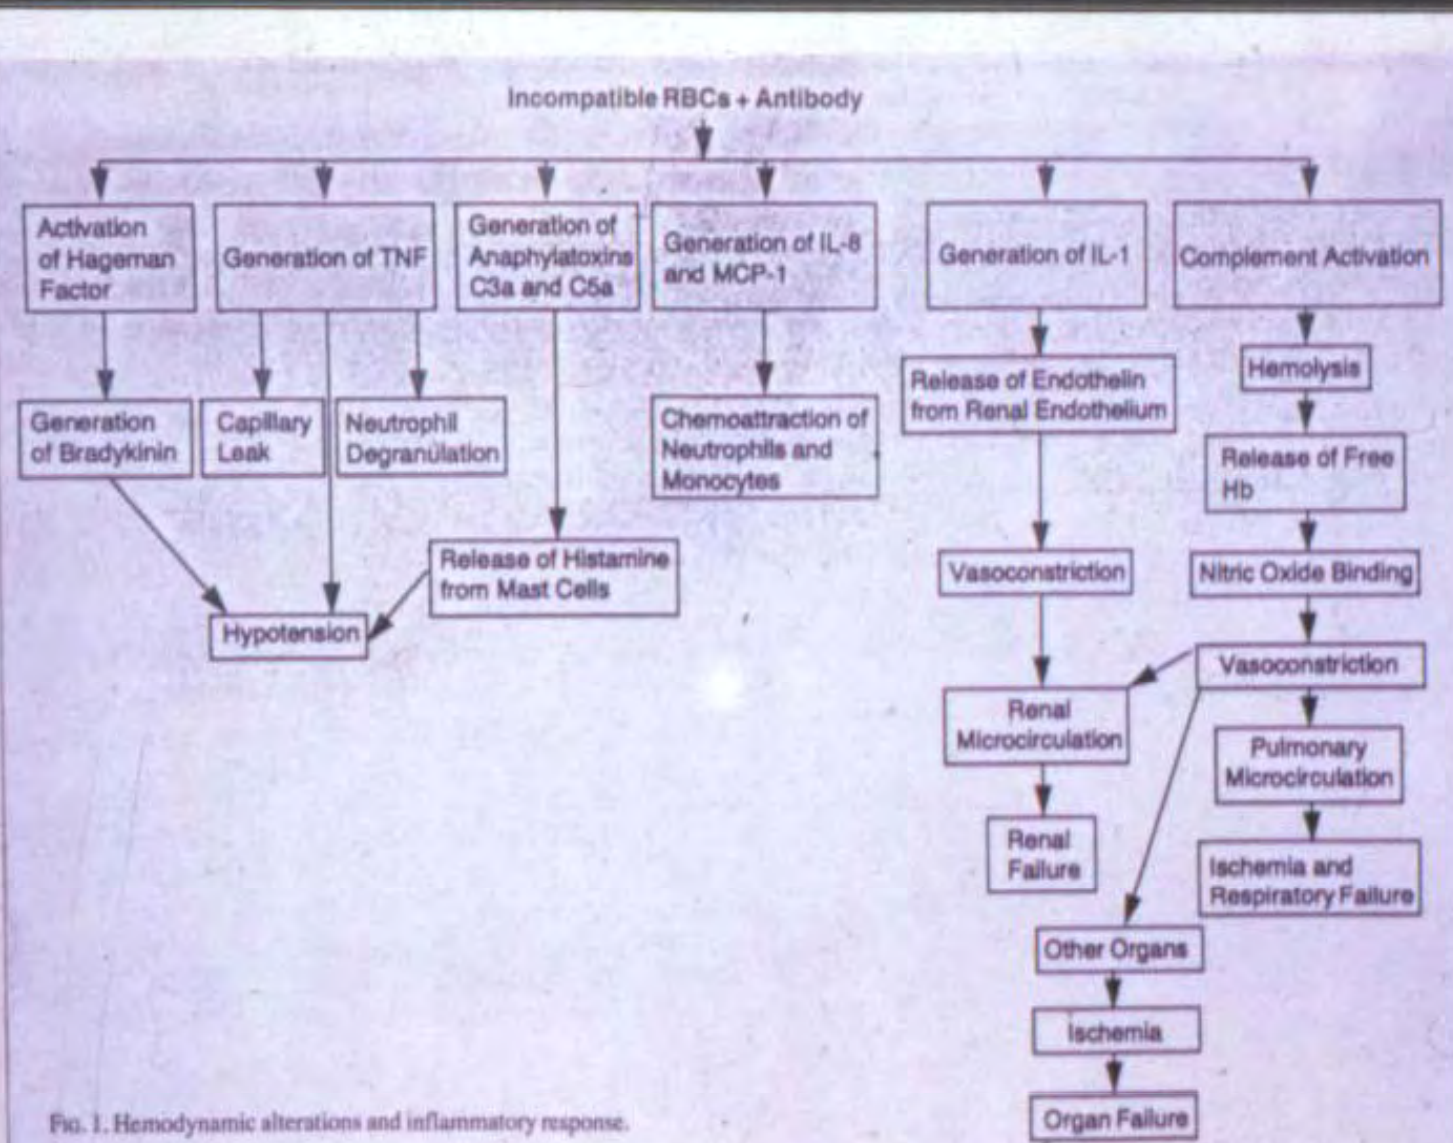 Incompatible RBCs + Antibody
Activation
of Hageman
Factor
Generation of TNF
Generation of
Anaphylatoxins
C3a and C5a
Generation of IL-8
and MCP-1
Generation of IL-1
Complement Activation
Hemolysis
Release of Endothelin
from Renal Endothelium
Generation
of Bradykinin
Capillary
Leak
Neutrophil
Degranulation
Chemoattraction of
Neutrophils and
Monocytes
Release of Free
Hb
Release of Histamine
from Mast Cells
Vasoconstriction
Nitric Oxide Binding
Hypotension
Vasoconstriction
Renal
Microcirculation
Pulmonary
Microcirculation
Renal
Failure
Ischemia and
Respiratory Failure
Other Organs
Ischemia
Organ Failure
FIG. 1. Hemodynamic alterations and inflammatory response.